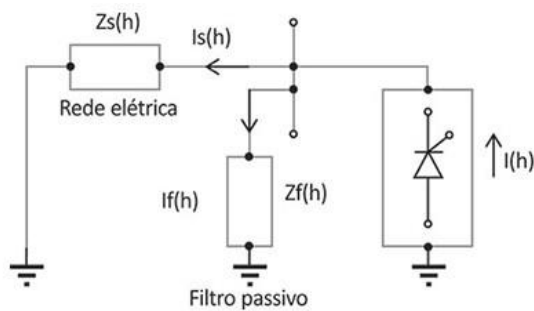 Zs(h)
Is(h)
Rede elétrica
If(h)
Zf(h)
I(h)
Filtro passivo